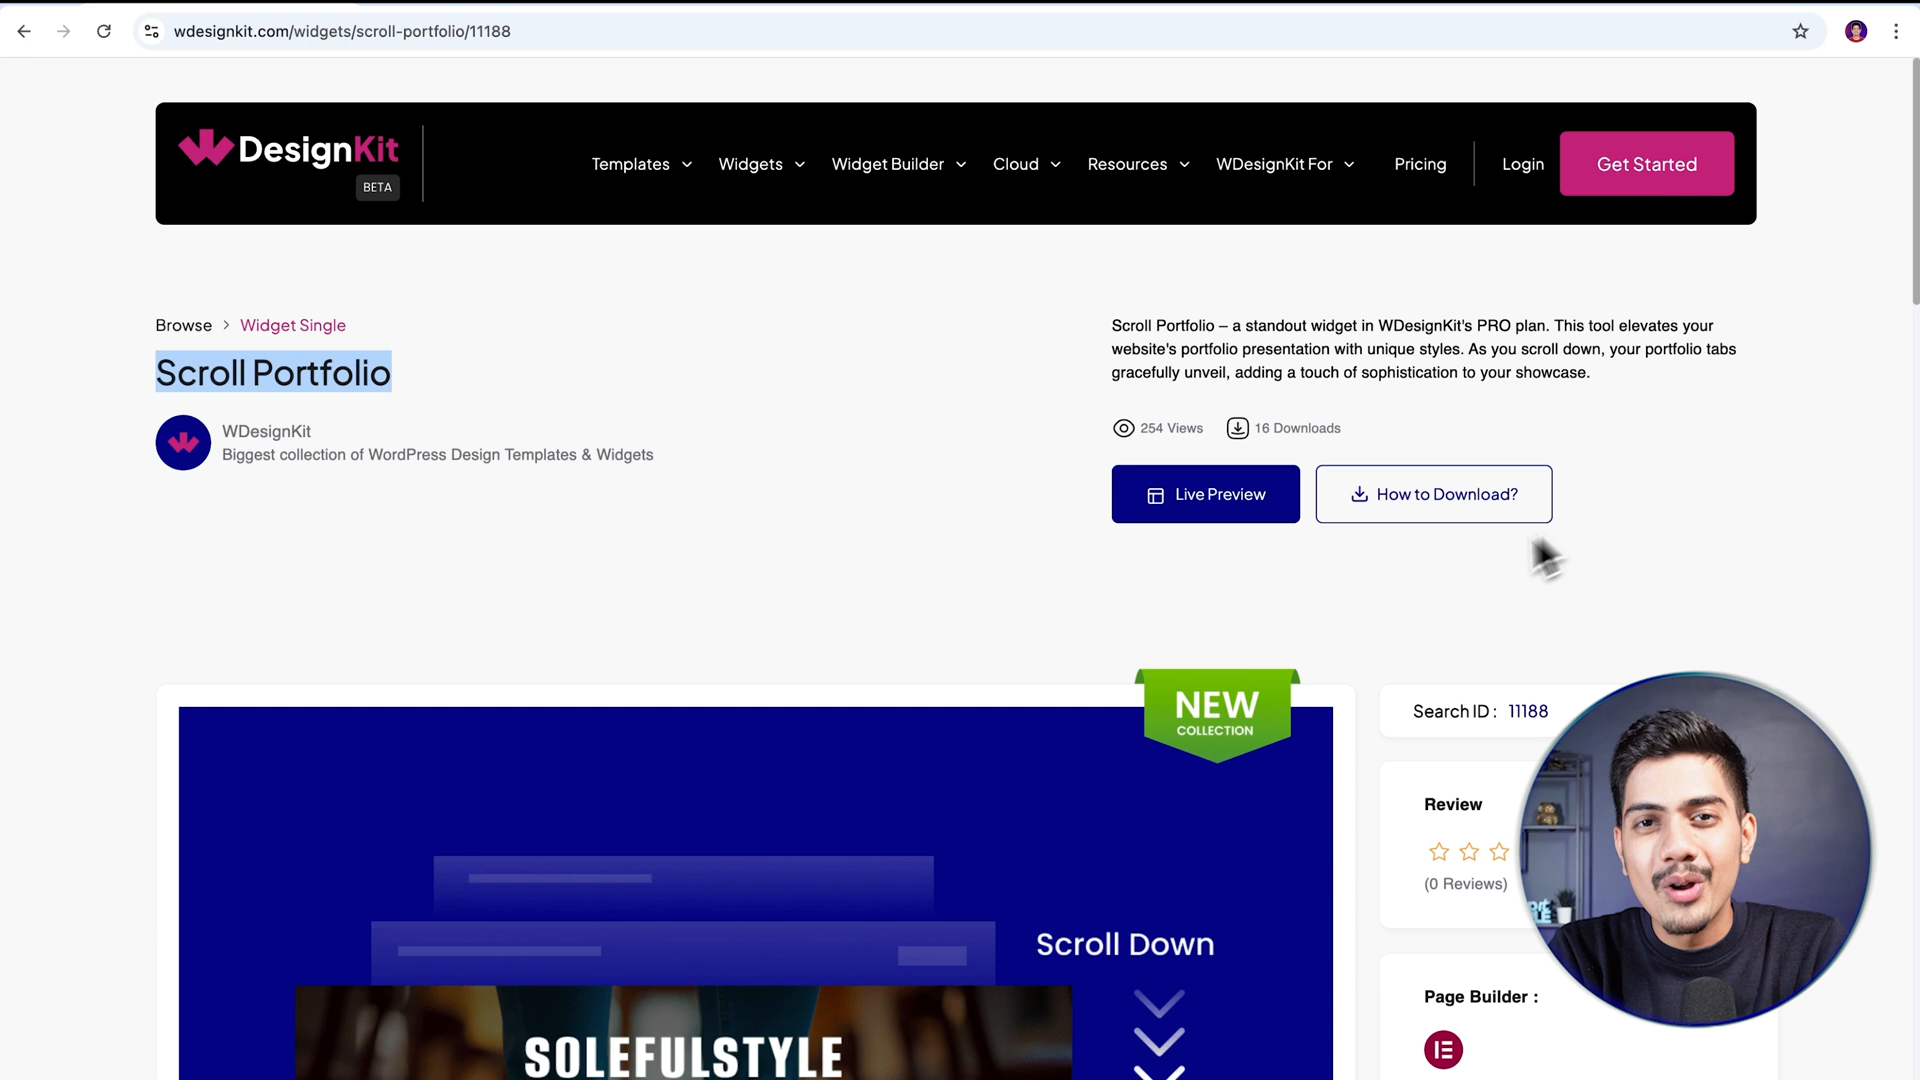 wdesignkit.com/widgets/scroll-portfolio/11188
DesignKit
BETA
Templates
Widgets
Widget Builder
Cloud
Resources
WDesignKit For
Pricing
Login
Get Started
Browse > Widget Single
Scroll Portfolio
WDesignKit
Biggest collection of WordPress Design Templates & Widgets
Scroll Portfolio – a standout widget in WDesignKit's PRO plan. This tool elevates your
website's portfolio presentation with unique styles. As you scroll down, your portfolio tabs
gracefully unveil, adding a touch of sophistication to your showcase.
254 Views
16 Downloads
Live Preview
How to Download?
NEW
COLLECTION
Scroll Down
SOLEFULSTYLE
Search ID : 11188
Review
(0 Reviews)
Page Builder :